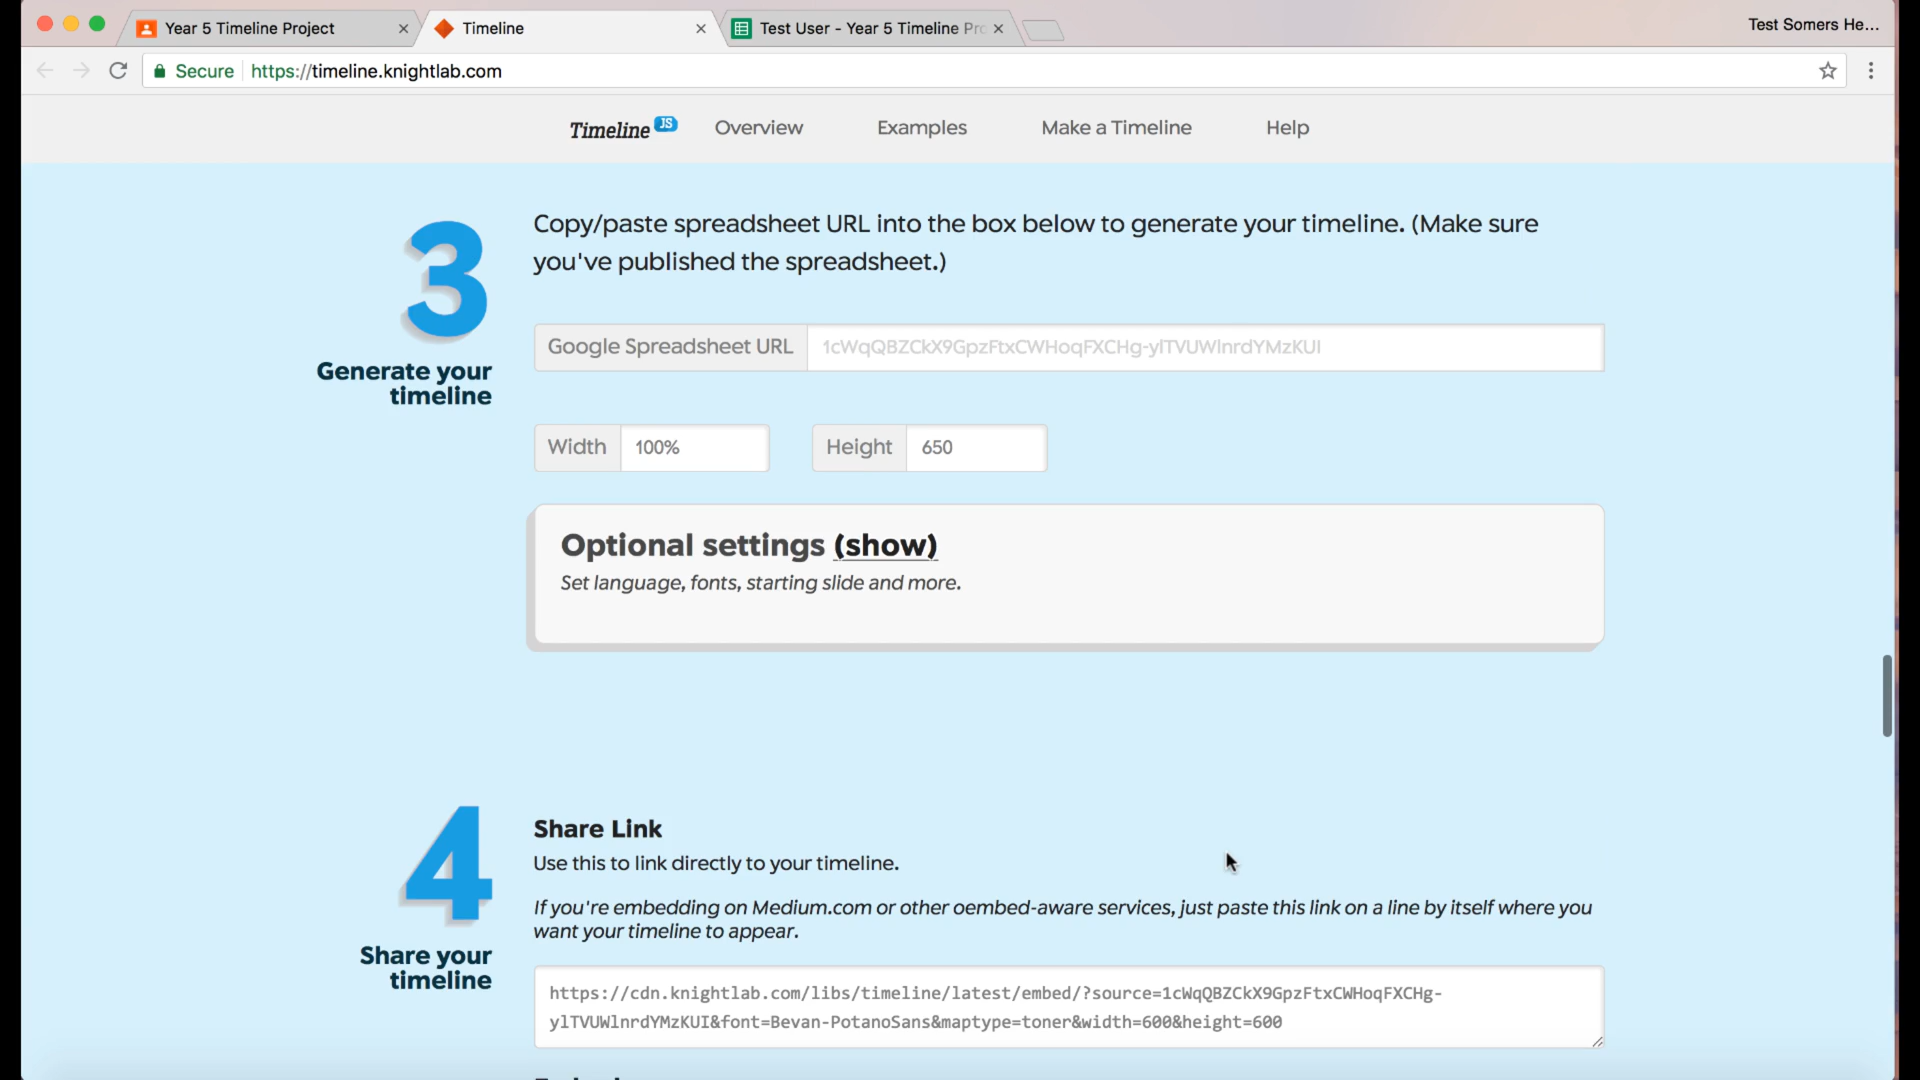 Year 5 Timeline Project
Timeline
Test User - Year 5 Timeline Pro
Test Somers He...
Secure
https://timeline.knightlab.com
Timeline JS
Overview
Examples
Make a Timeline
Help
3
Generate your
timeline
Copy/paste spreadsheet URL into the box below to generate your timeline. (Make sure
you've published the spreadsheet.)
Google Spreadsheet URL
1cWqQBZCkX9GpzFtxCWHoqFXCHg-ylTVUWlnrdYMzKUI
Width
100%
Height
650
Optional settings (show)
Set language, fonts, starting slide and more.
4
Share your
timeline
Share Link
Use this to link directly to your timeline.
If you're embedding on Medium.com or other oembed-aware services, just paste this link on a line by itself where you
want your timeline to appear.
https://cdn.knightlab.com/libs/timeline/latest/embed/?source=1cWqQBZCkX9GpzFtxCWHoqFXCHg-
ylTVUWlnrdYMzKUI&font=Bevan-PotanoSans&maptype=toner&width=600&height=600